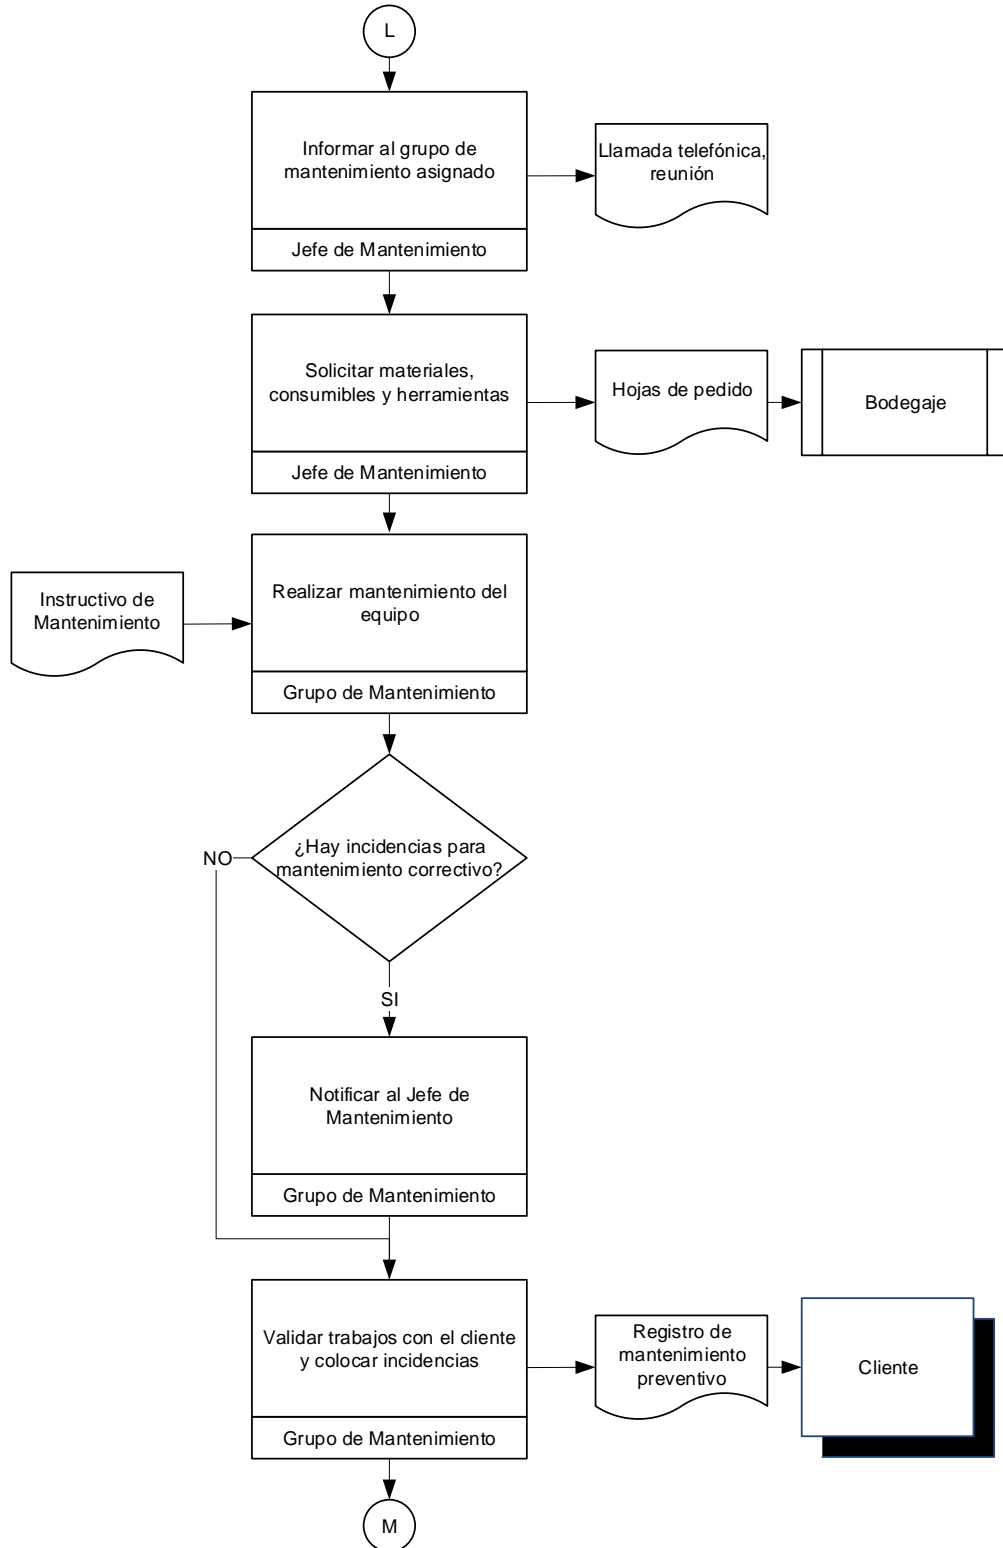 L
Informar al grupo de
mantenimiento asignado
Jefe de Mantenimiento
Llamada telefónica,
reunión
Solicitar materiales,
consumibles y herramientas
Jefe de Mantenimiento
Hojas de pedido
Bodegaje
Instructivo de
Mantenimiento
Realizar mantenimiento del
equipo
Grupo de Mantenimiento
¿Hay incidencias para
mantenimiento correctivo?
NO
SI
Notificar al Jefe de
Mantenimiento
Grupo de Mantenimiento
Validar trabajos con el cliente
y colocar incidencias
Grupo de Mantenimiento
Registro de
mantenimiento
preventivo
Cliente
M